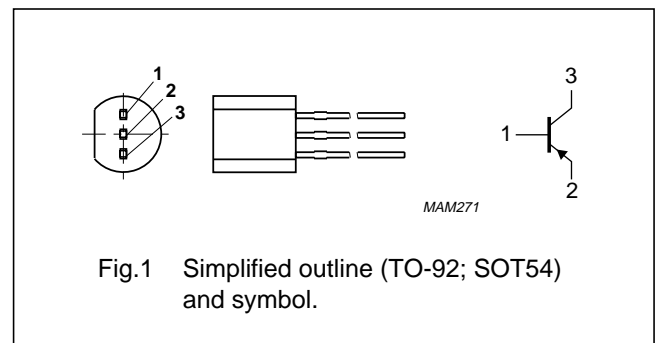 1
2
3
3
1
2
MAM271
Fig.1 Simplified outline (TO-92; SOT54)
and symbol.